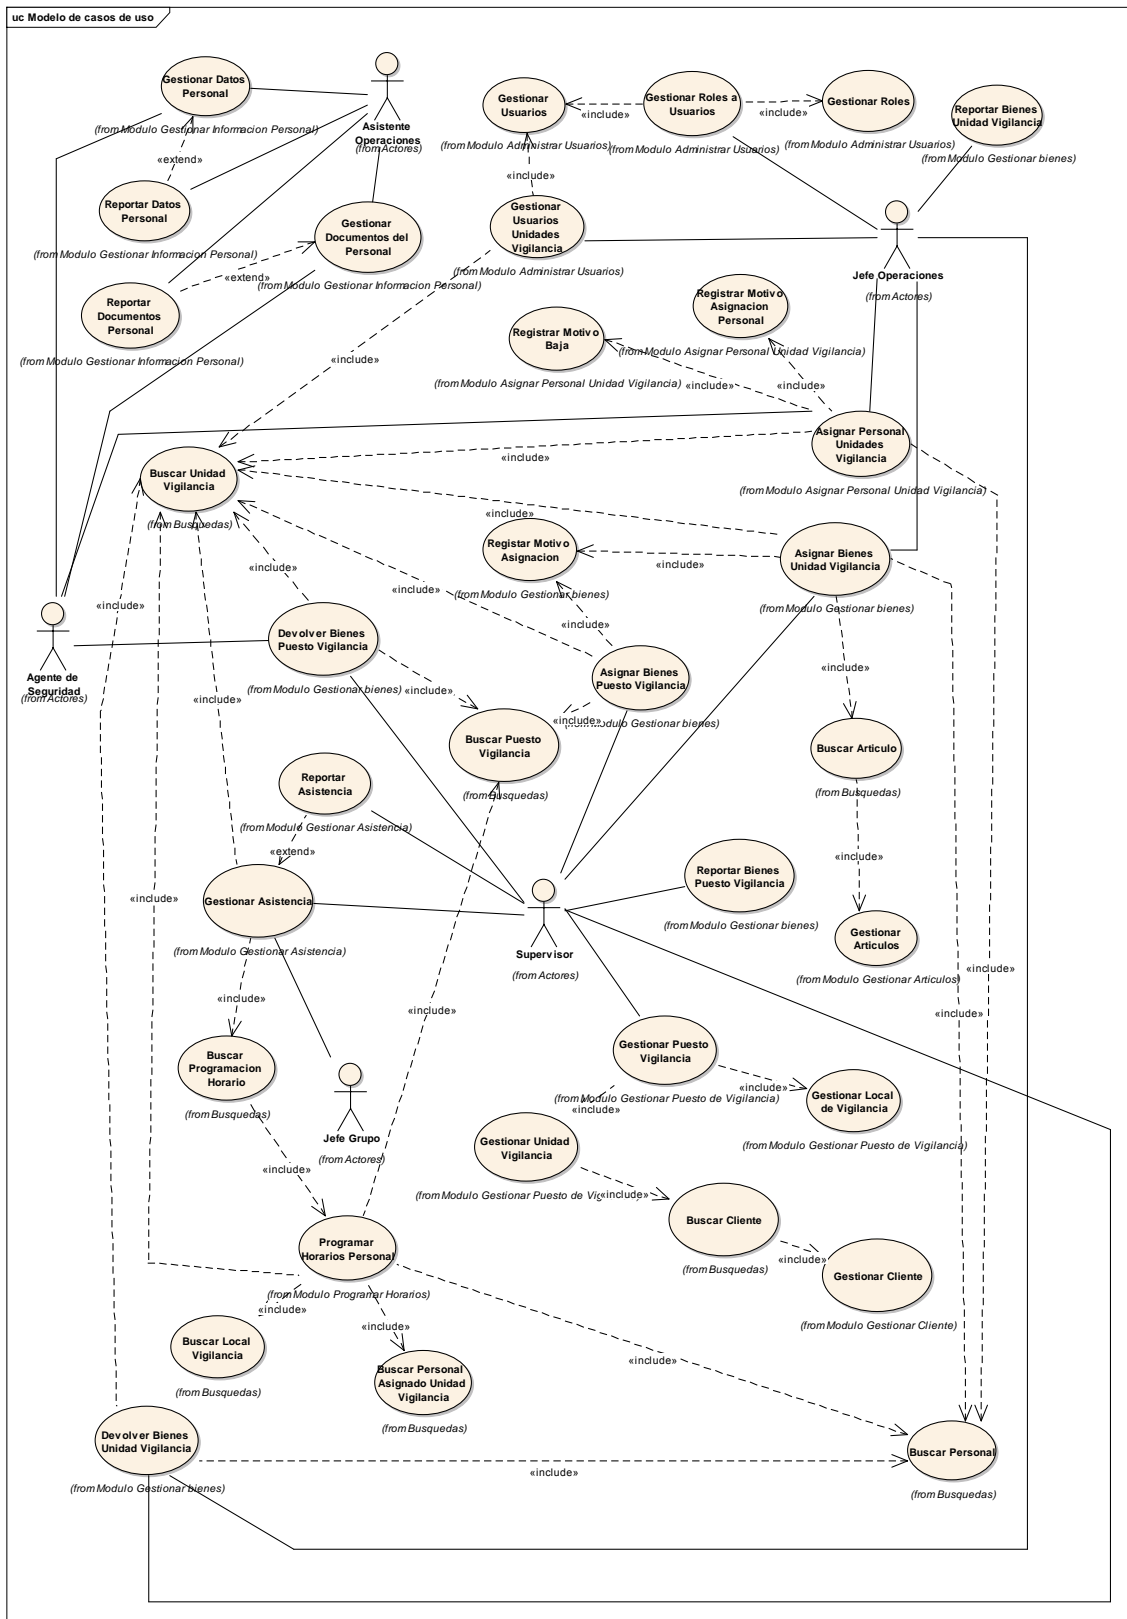 uc Modelo de casos de uso
Gestionar Datos
Personal
(from Modulo Gestionar Informacion Personal)
«extend»
Reportar Datos
Personal
(from Modulo Gestionar Informacion Personal)
Asistente
Operaciones
(from Actores)
Gestionar
Documentos del
Personal
(from Modulo Gestionar Informacion Personal)
«extend»
Reportar
Documentos
Personal
(from Modulo Gestionar Informacion Personal)
Gestionar
Usuarios
(from Modulo Administrar Usuarios)
«include»
Gestionar Roles a
Usuarios
(from Modulo Administrar Usuarios)
«include»
Gestionar Roles
(from Modulo Administrar Usuarios)
Reportar Bienes
Unidad Vigilancia
(from Modulo Gestionar bienes)
«include»
Gestionar
Usuarios
Unidades
Vigilancia
(from Modulo Administrar Usuarios)
Jefe Operaciones
(from Actores)
Registrar Motivo
Asignacion
Personal
(from Modulo Asignar Personal Unidad Vigilancia)
Registrar Motivo
Baja
(from Modulo Asignar Personal Unidad Vigilancia)
«include»
«include»
«include»
Asignar Personal
Unidades
Vigilancia
(from Modulo Asignar Personal Unidad Vigilancia)
«include»
Buscar Unidad
Vigilancia
(from Busquedas)
«include»
Registar Motivo
Asignacion
(from Modulo Gestionar bienes)
«include»
Asignar Bienes
Unidad Vigilancia
(from Modulo Gestionar bienes)
«include»
«include»
«include»
«include»
Agente de
Seguridad
(from Actores)
Devolver Bienes
Puesto Vigilancia
(from Modulo Gestionar bienes)
«include»
Asignar Bienes
Puesto Vigilancia
(from Modulo Gestionar bienes)
«include»
«include»
«include»
Buscar Puesto
Vigilancia
(from Busquedas)
Buscar Articulo
(from Busquedas)
«include»
Reportar
Asistencia
(from Modulo Gestionar Asistencia)
«extend»
Gestionar Asistencia
(from Modulo Gestionar Asistencia)
«include»
Supervisor
(from Actores)
Reportar Bienes
Puesto Vigilancia
(from Modulo Gestionar bienes)
Gestionar
Articulos
(from Modulo Gestionar Articulos)
«include»
«include»
«include»
«include»
Buscar
Programacion
Horario
(from Busquedas)
«include»
Jefe Grupo
(from Actores)
Gestionar Puesto
Vigilancia
(from Modulo Gestionar Puesto de Vigilancia)
«include»
«include»
Gestionar Local
de Vigilancia
(from Modulo Gestionar Puesto de Vigilancia)
Gestionar Unidad
Vigilancia
(from Modulo Gestionar Puesto de
«include»
Buscar Cliente
(from Busquedas)
«include»
Gestionar Cliente
(from Modulo Gestionar Cliente)
Programar
Horarios Personal
(from Modulo Programar Horarios)
«include»
«include»
«include»
Buscar Local
Vigilancia
(from Busquedas)
Buscar Personal
Asignado Unidad
Vigilancia
(from Busquedas)
Devolver Bienes
Unidad Vigilancia
(from Modulo Gestionar bienes)
«include»
Buscar Personal
(from Busquedas)